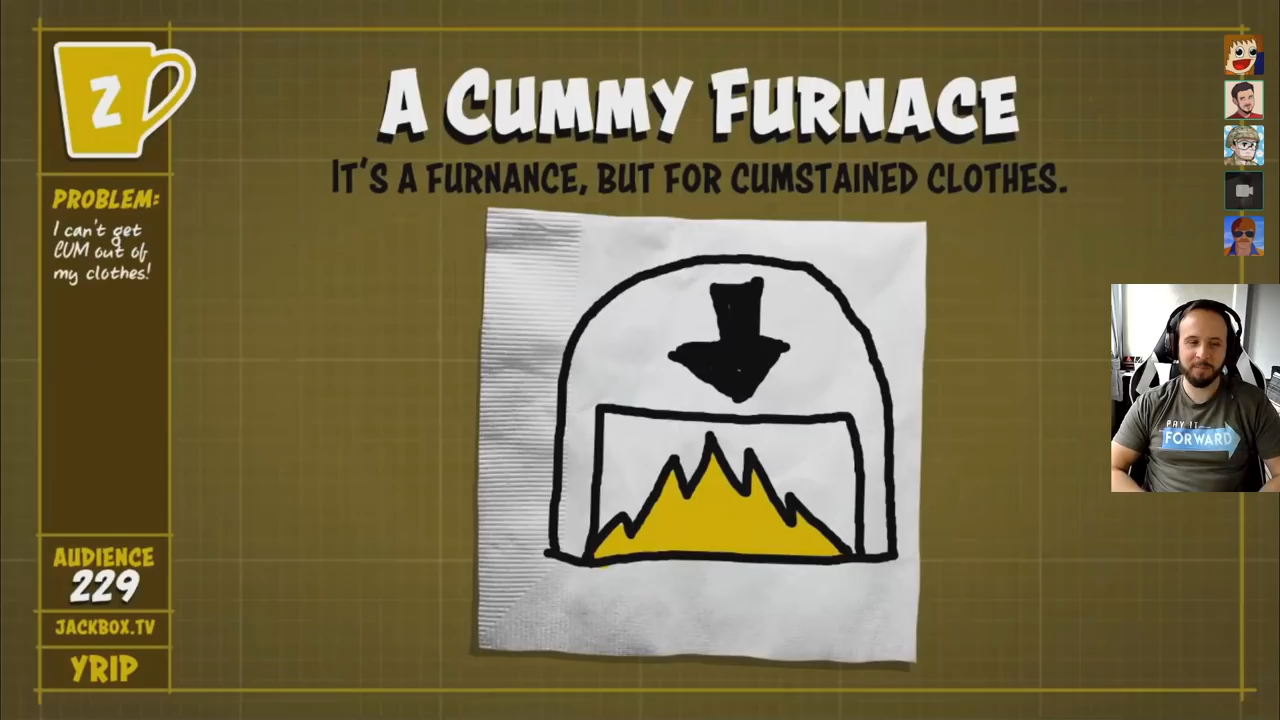 Z
A CUMMY FURNACE
IT'S A FURNANCE, BUT FOR CUMSTAINED CLOTHES.
PROBLEM:
I can't get
CUM out of
my clothes!
AUDIENCE
229
JACKBOX.TV
YRIP
PAY IT
FORWARD